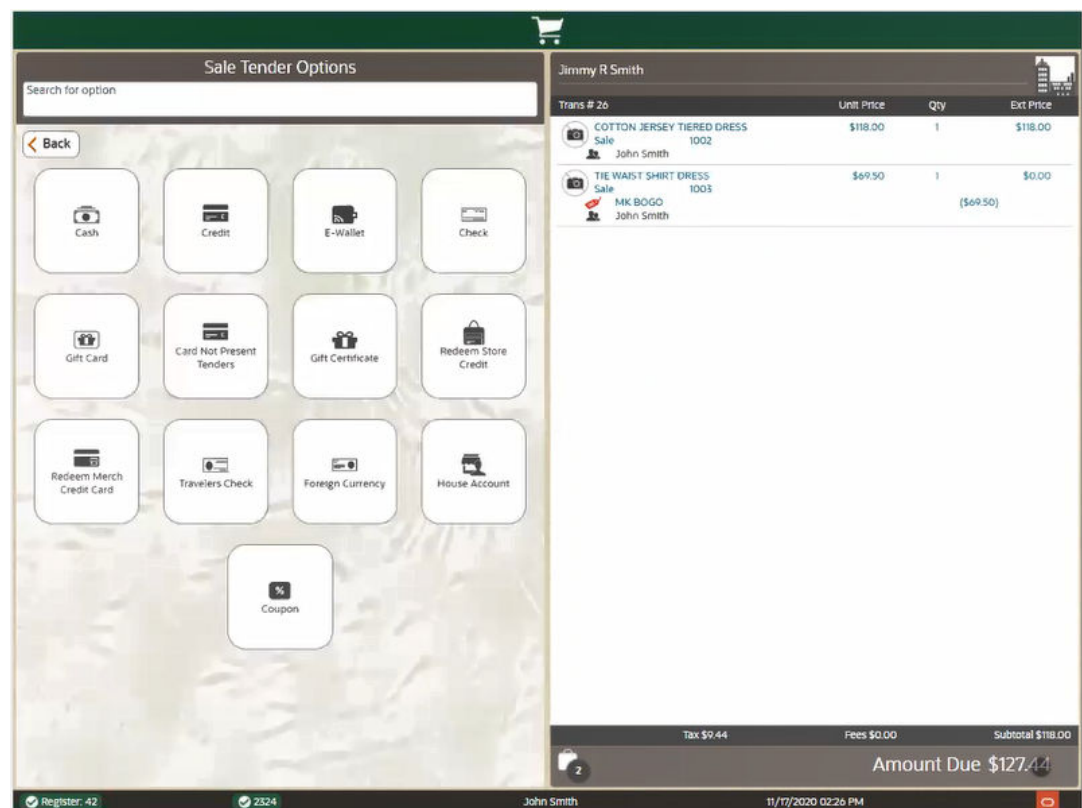 Sale Tender Options
Search for option
Back
Cash
Credit
E-Wallet
Check
Gift Card
Card Not Present
Tenders
Gift Certificate
Redeem Store
Credit
Redeem Merch
Credit Card
Travelers Check
Foreign Currency
House Account
%
Coupon
Jimmy R Smith
Trans # 26 Unit Price Qty Ext Price
COTTON JERSEY TIERED DRESS $118.00 1 $118.00
Sale 1002
John Smith
TIE WAIST SHIRT DRESS $69.50 1 $0.00
Sale 1003
MK BOGO ($69.50)
John Smith
Tax $9.44 Fees $0.00 Subtotal $118.00
2 Amount Due $127.44
Register: 42 2324 John Smith 11/17/2020 02:26 PM